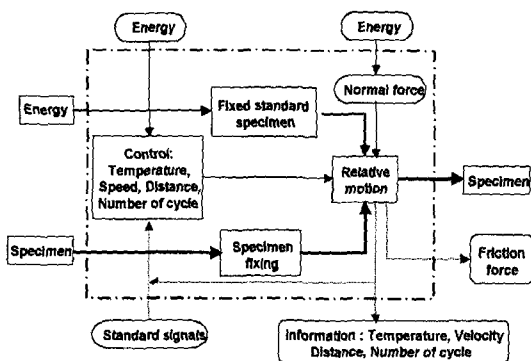 Energy
Energy
Normal force
Energy
Fixed standard
specimen
Control:
Temperature,
Speed, Distance,
Number of cycle
Relative
motion
Specimen
Specimen
Specimen
fixing
Friction
force
Standard signals
Information : Temperature, Velocity
Distance, Number of cycle